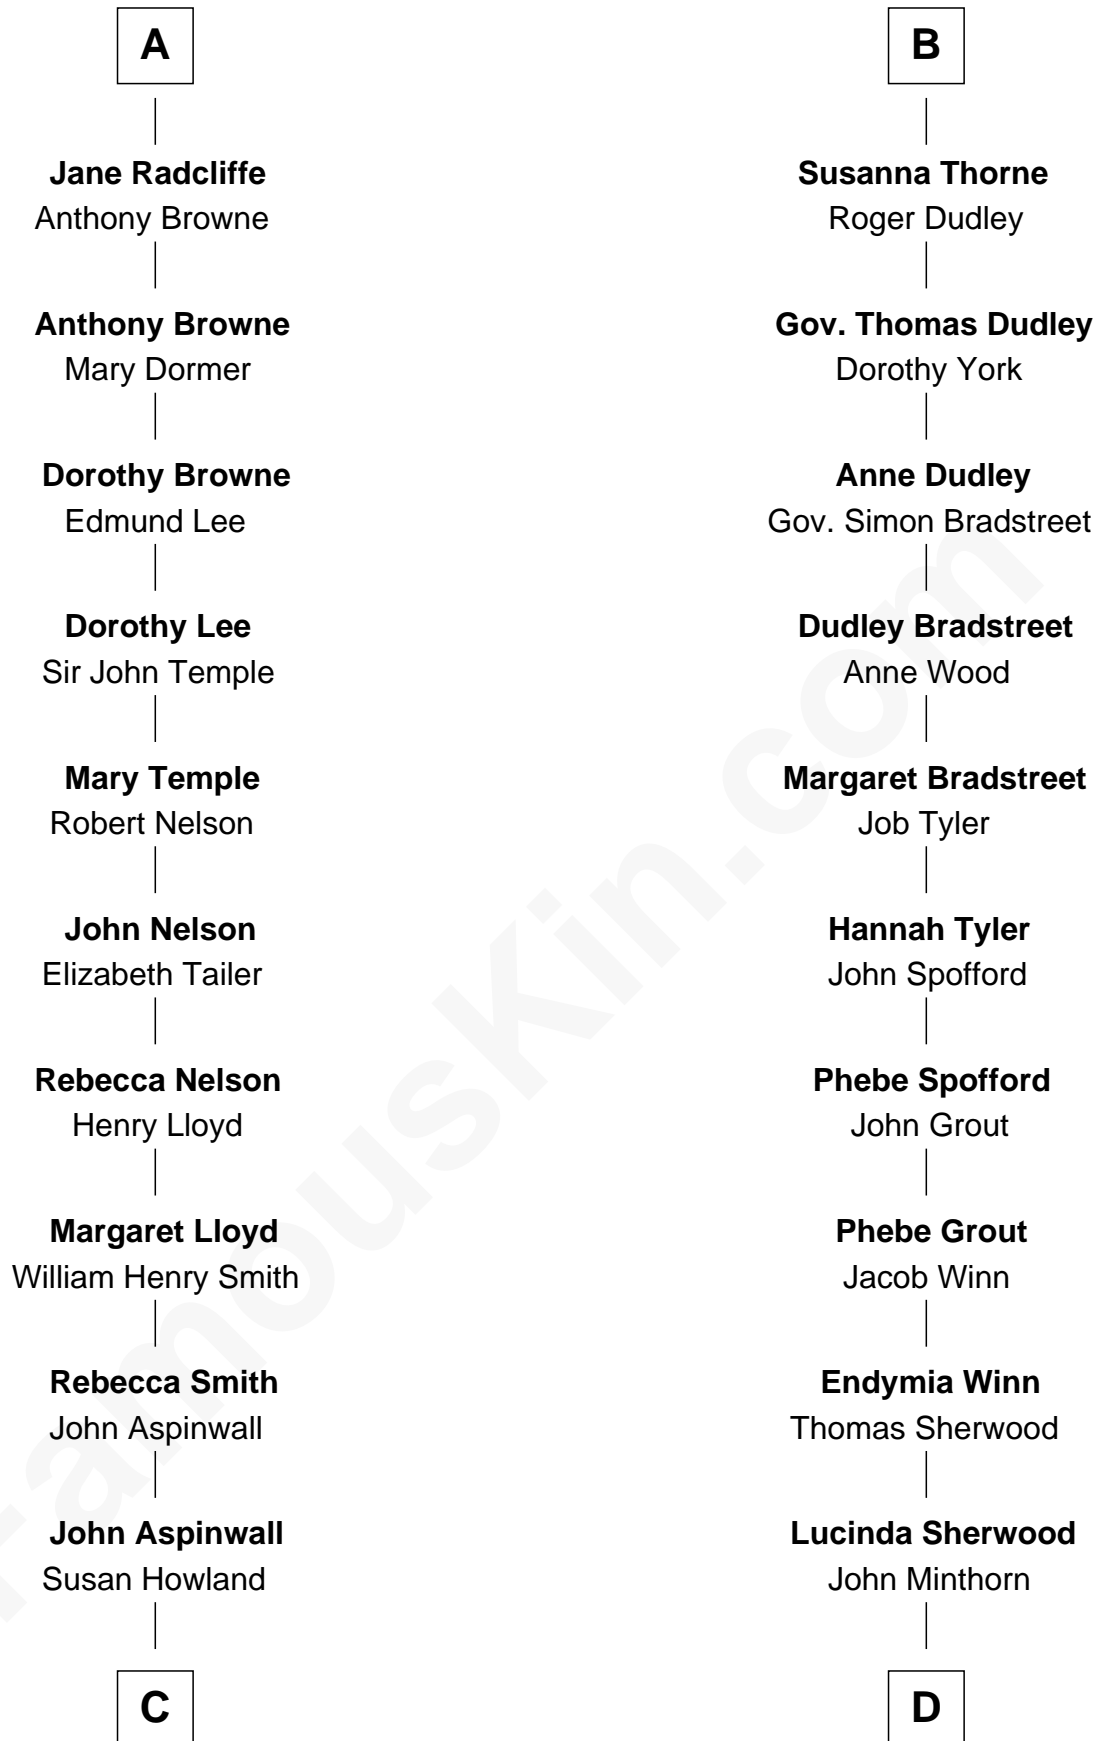 A
Jane Radcliffe
Anthony Browne
Anthony Browne
Mary Dormer
Dorothy Browne
Edmund Lee
Dorothy Lee
Sir John Temple
Mary Temple
Robert Nelson
John Nelson
Elizabeth Tailer
Rebecca Nelson
Henry Lloyd
Margaret Lloyd
William Henry Smith
Rebecca Smith
John Aspinwall
John Aspinwall
Susan Howland
C
B
Susanna Thorne
Roger Dudley
Gov. Thomas Dudley
Dorothy York
Anne Dudley
Gov. Simon Bradstreet
Dudley Bradstreet
Anne Wood
Margaret Bradstreet
Job Tyler
Hannah Tyler
John Spofford
Phebe Spofford
John Grout
Phebe Grout
Jacob Winn
Endymia Winn
Thomas Sherwood
Lucinda Sherwood
John Minthorn
D
FamousKin.com